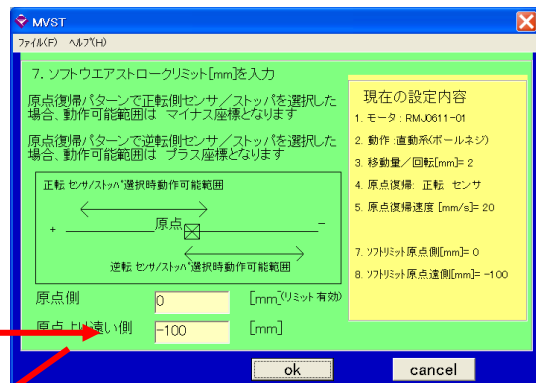 MVST
ファイル(F) ヘルプ(H)
7. ソフトウエアストロークリミット[mm]を入力
原点復帰パターンで正転側センサ／ストッパを選択した
場合、動作可能範囲は マイナス座標となります
原点復帰パターンで逆転側センサ／ストッパを選択した
場合、動作可能範囲は プラス座標となります
正転 センサ/ストッパ選択時動作可能範囲
+ 原点 -
逆転 センサ/ストッパ選択時動作可能範囲
原点側 0 [mm] (リミット有効)
原点より遠い側 -100 [mm]
現在の設定内容
1. モータ : RMJ0611-01
2. 動作 :直動系(ボールネジ)
3. 移動量／回転[mm]= 2
4. 原点復帰: 正転 センサ
5. 原点復帰速度 [mm/s]= 20
7. ソフトリミット原点側[mm]= 0
8. ソフトリミット原点遠側[mm]= -100
ok cancel